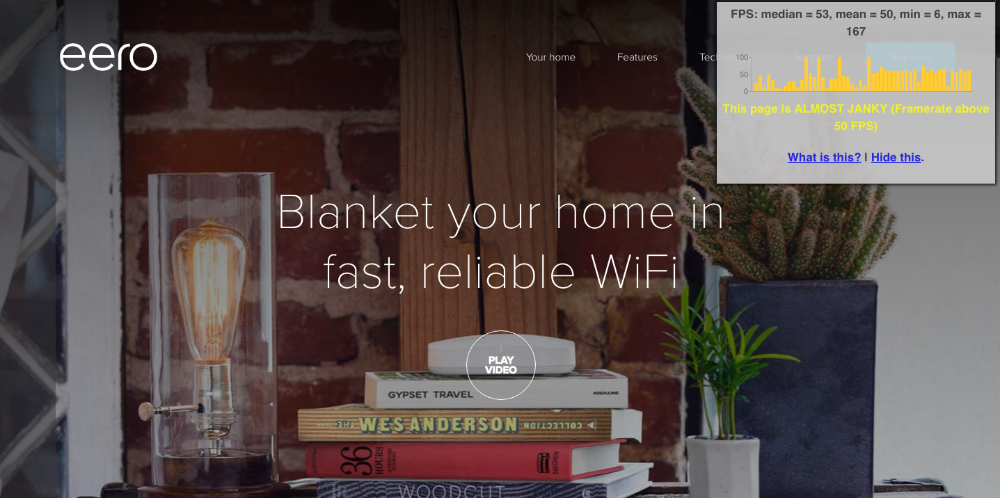 eero
Your home
Features
Technology
Support
Buy now
FPS: median = 53, mean = 50, min = 6, max =
167
100
50
0
This page is ALMOST JANKY (Framerate above
50 FPS)
What is this? | Hide this.
Blanket your home in
fast, reliable WiFi
PLAY
VIDEO
GYPSET TRAVEL
ASSOULINE
THE WES ANDERSON COLLECTION
36
HOURS
TASCHEN
WOODCUT